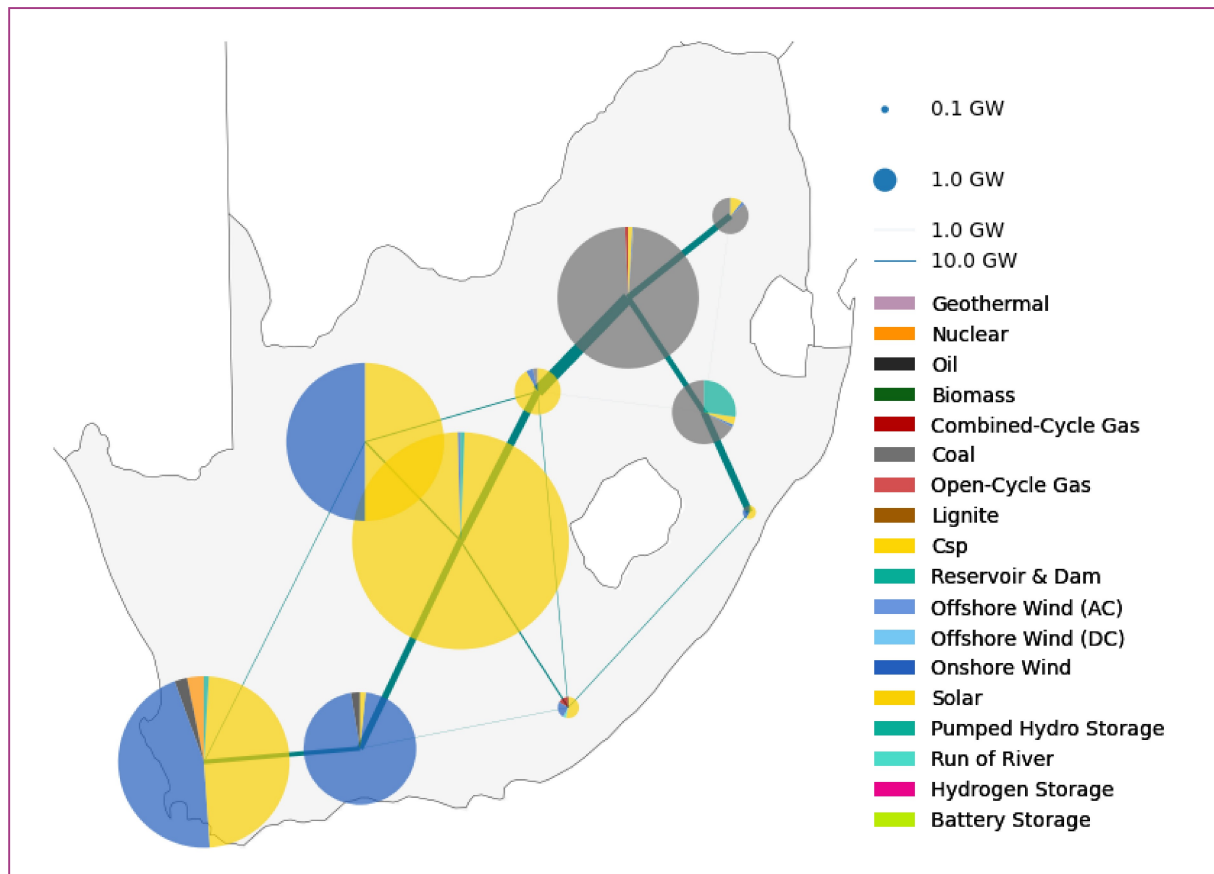 0.1 GW
1.0 GW
1.0 GW
10.0 GW
Geothermal
Nuclear
Oil
Biomass
Combined-Cycle Gas
Coal
Open-Cycle Gas
Lignite
Csp
Reservoir & Dam
Offshore Wind (AC)
Offshore Wind (DC)
Onshore Wind
Solar
Pumped Hydro Storage
Run of River
Hydrogen Storage
Battery Storage